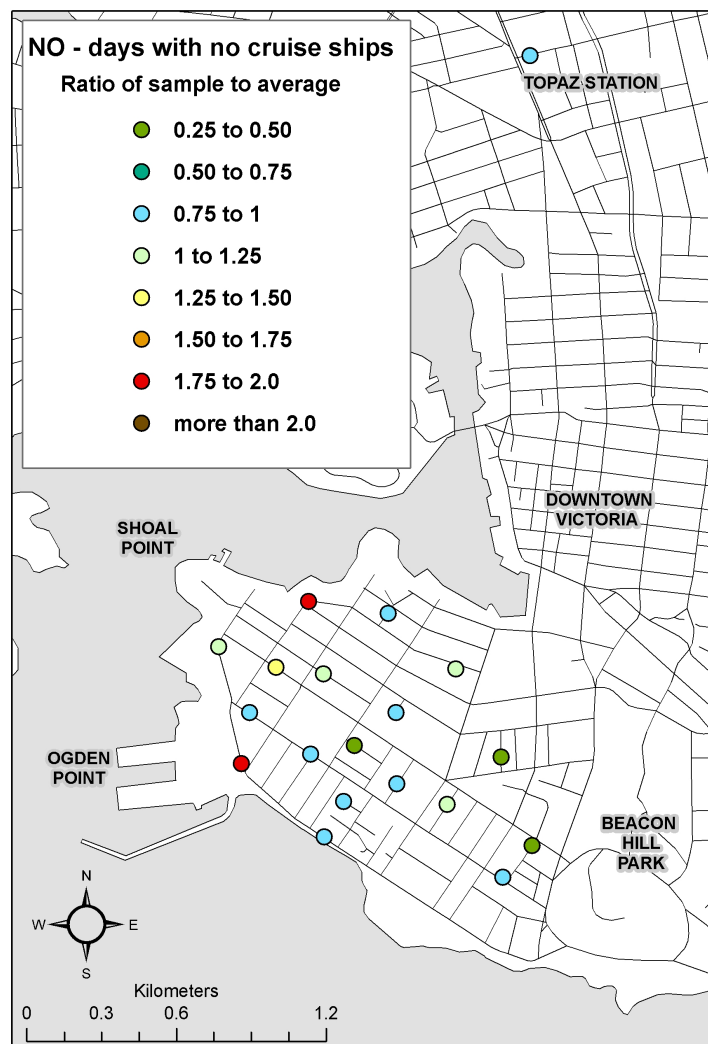 NO - days with no cruise ships
Ratio of sample to average
0.25 to 0.50
0.50 to 0.75
0.75 to 1
1 to 1.25
1.25 to 1.50
1.50 to 1.75
1.75 to 2.0
more than 2.0
TOPAZ STATION
DOWNTOWN
VICTORIA
SHOAL
POINT
OGDEN
POINT
BEACON
HILL
PARK
N
W
E
S
Kilometers
0 0.3 0.6 1.2